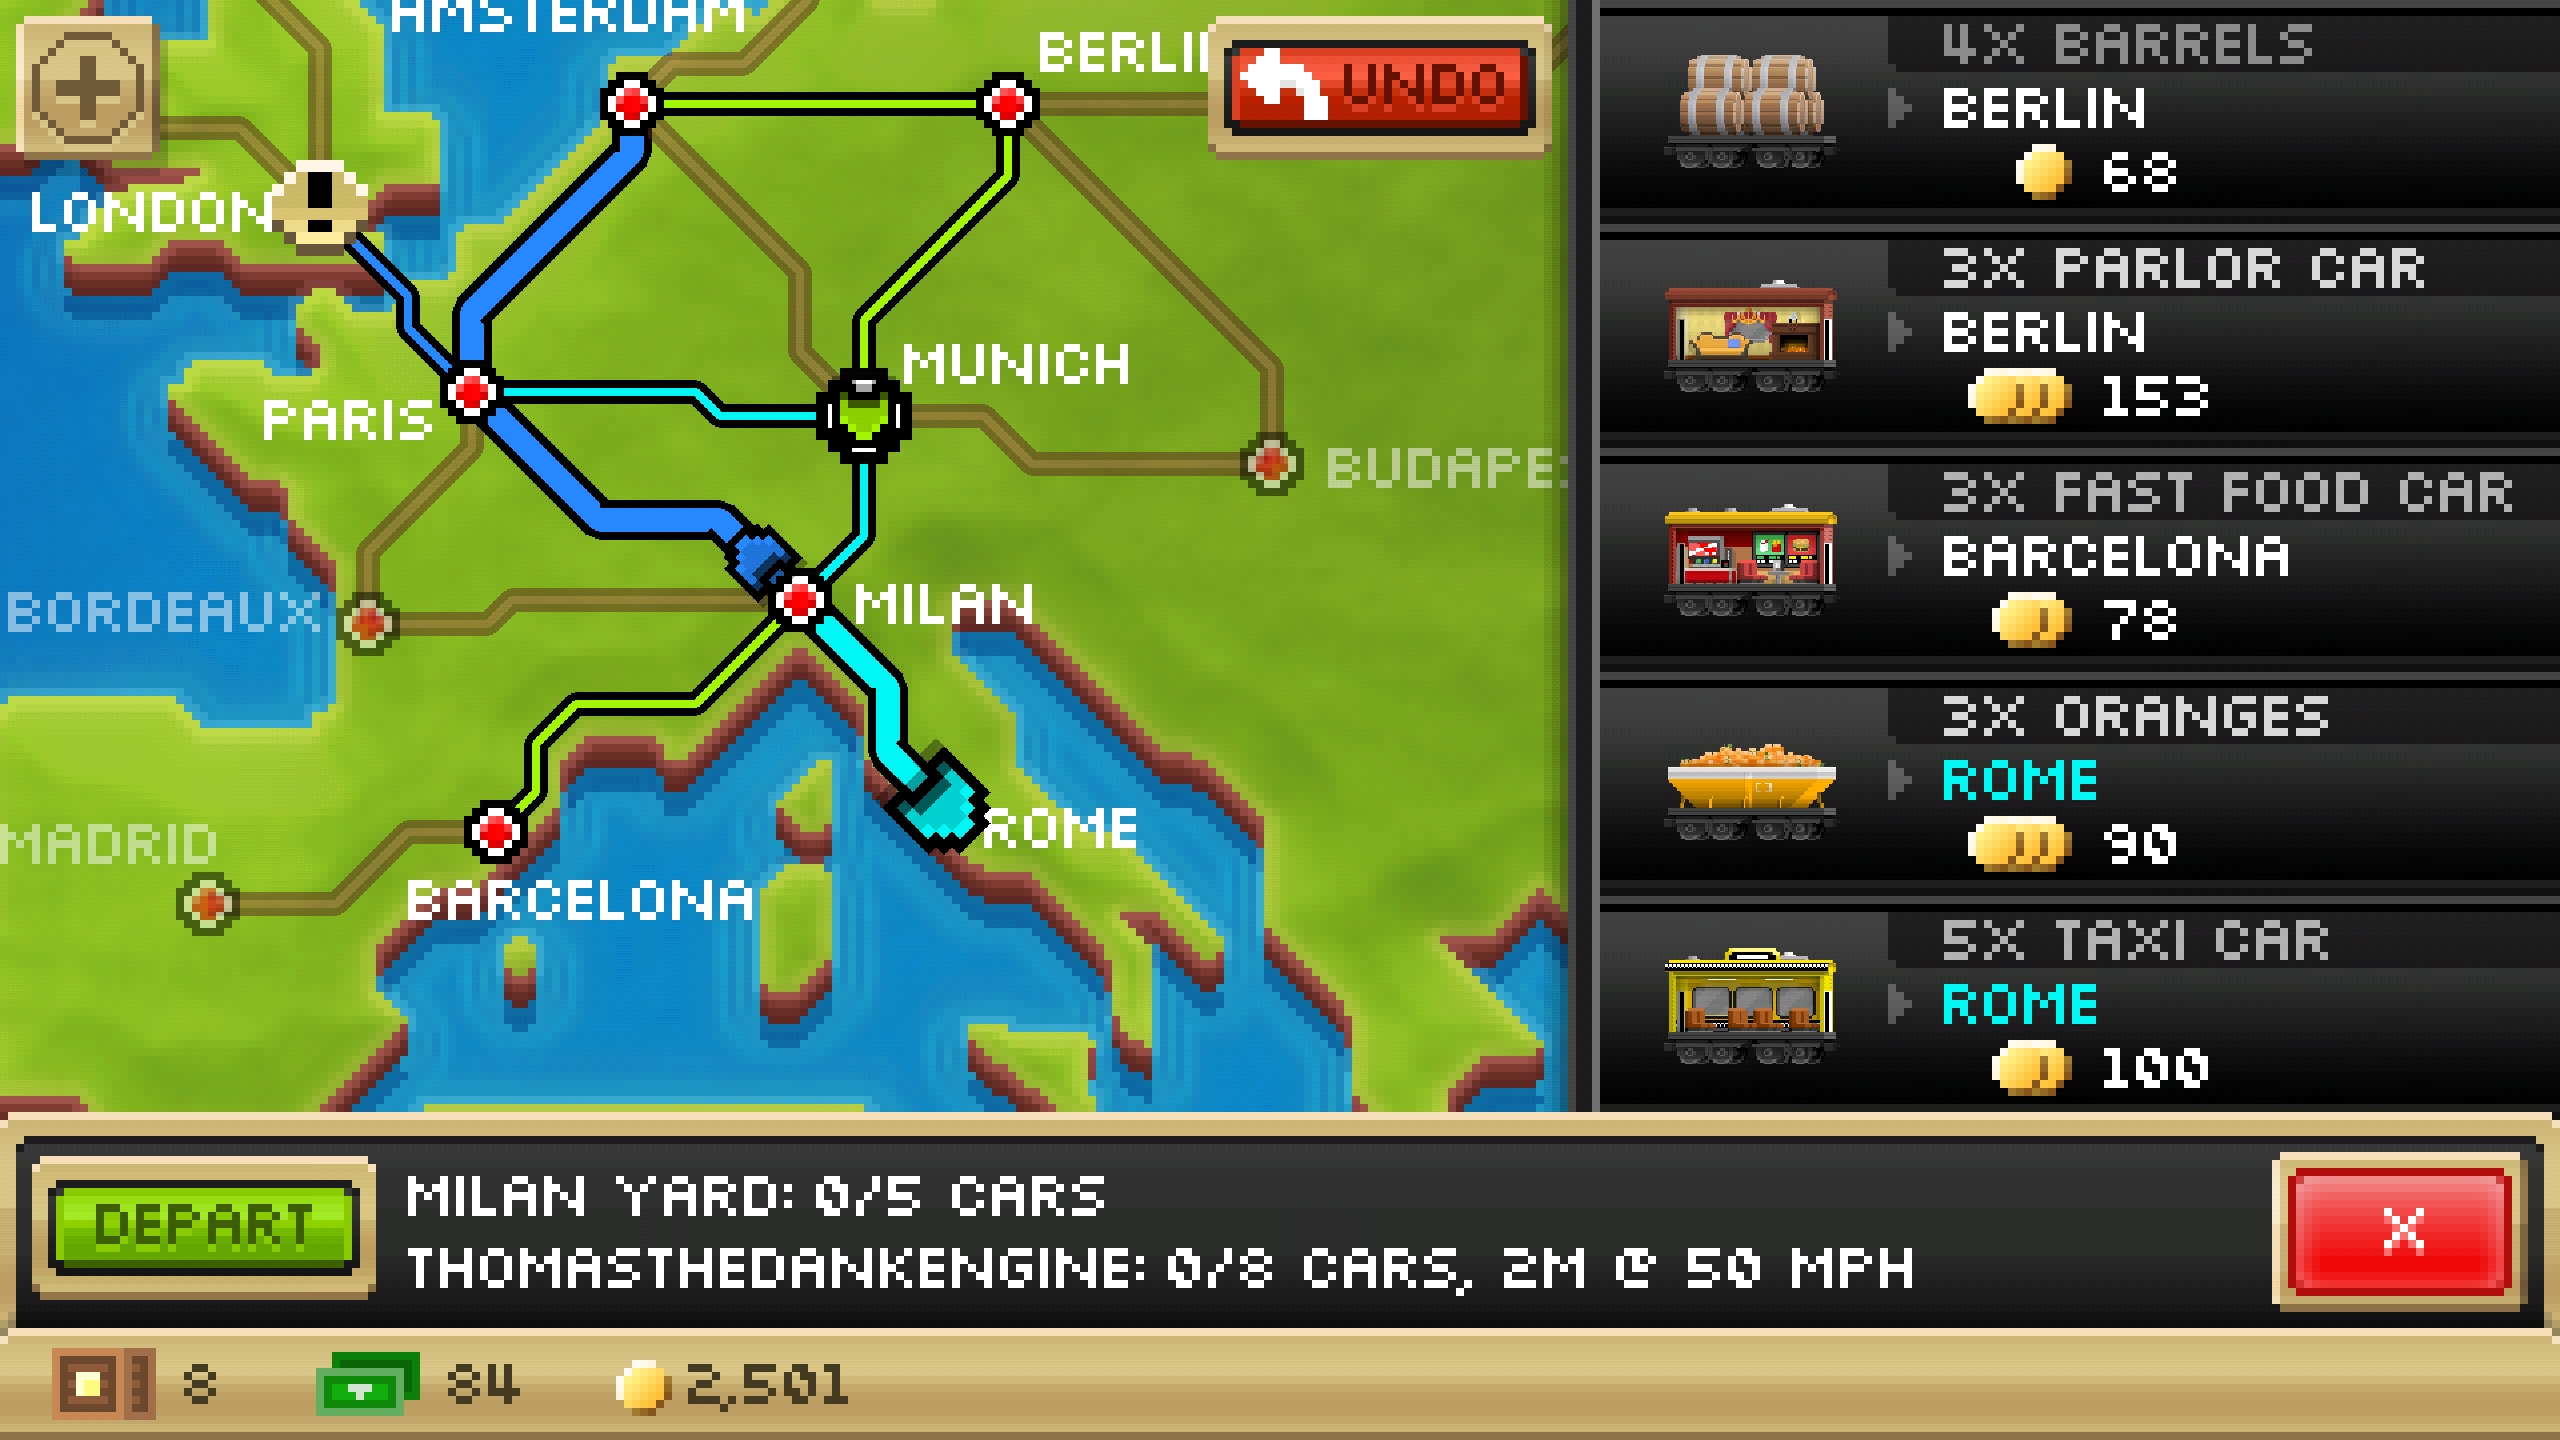 AMSTERDAM
BERLIN
UNDO
LONDON
!
MUNICH
PARIS
BUDAPES
BORDEAUX
MILAN
ROME
MADRID
BARCELONA
4X BARRELS
BERLIN
68
3X PARLOR CAR
BERLIN
153
3X FAST FOOD CAR
BARCELONA
78
3X ORANGES
ROME
90
5X TAXI CAR
ROME
100
DEPART
MILAN YARD: 0/5 CARS
THOMASTHEDANKENGINE: 0/8 CARS, 2M @ 50 MPH
X
8
84
2,501